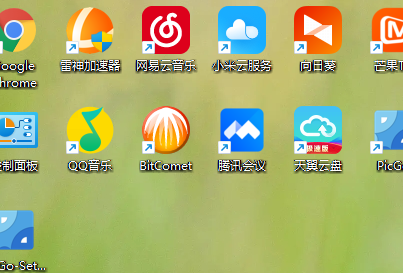 oogle
hrome
雷神加速器
网易云音乐
小米云服务
向日葵
芒果T
控制面板
QQ音乐
BitComet
腾讯会议
极速版
天翼云盘
PicG
Go-Set...